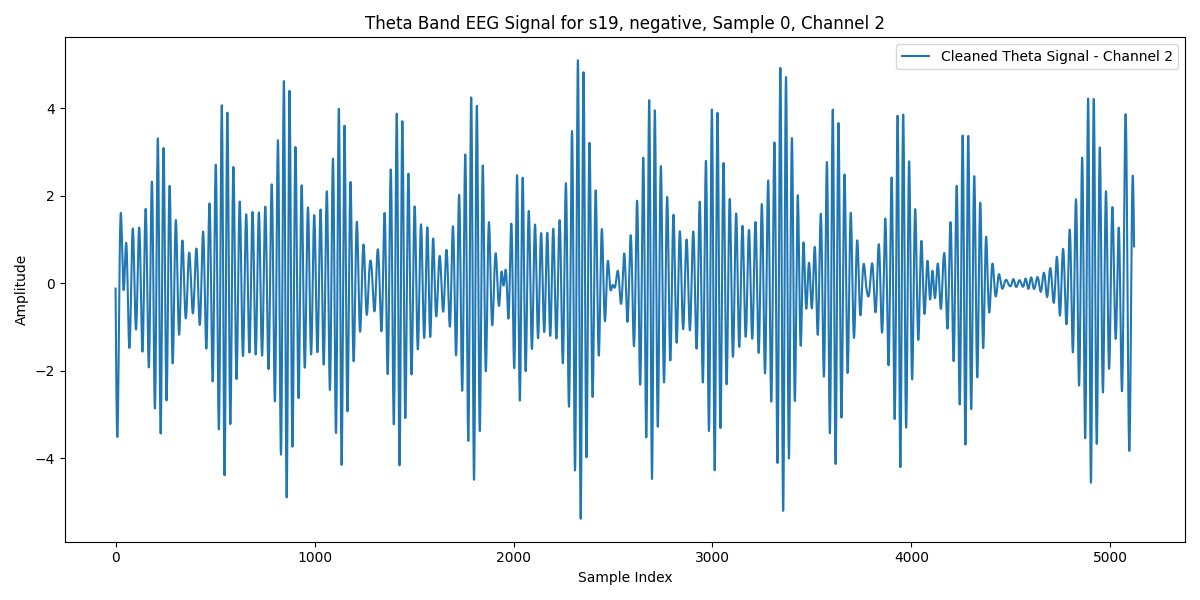 Theta Band EEG Signal for s19, negative, Sample 0, Channel 2
Cleaned Theta Signal - Channel 2
Amplitude
4
2
0
−2
−4
0 1000 2000 3000 4000 5000
Sample Index